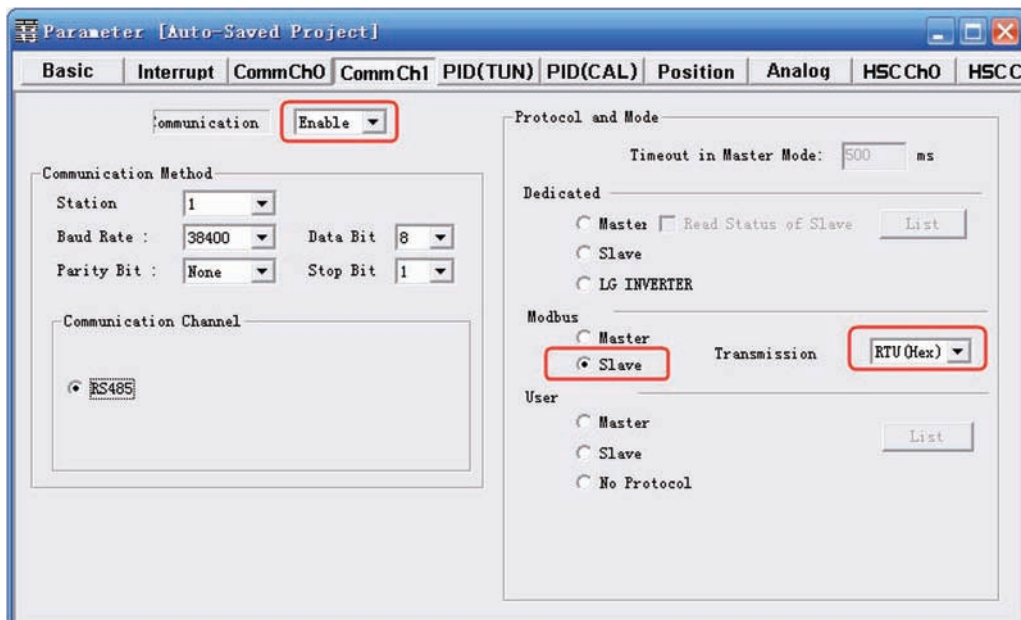 Parameter [Auto-Saved Project]
Basic Interrupt CommCh0 CommCh1 PID(TUN) PID(CAL) Position Analog HSCCh0 HSCC
ommunication Enable
Communication Method
Station 1
Baud Rate : 38400 Data Bit 8
Parity Bit : None Stop Bit 1
Communication Channel
RS485
Protocol and Mode
Timeout in Master Mode: 500 ms
Dedicated
Master Read Status of Slave List
Slave
LG INVERTER
Modbus
Master
Slave Transmission RTU(Hex)
User
Master
Slave List
No Protocol